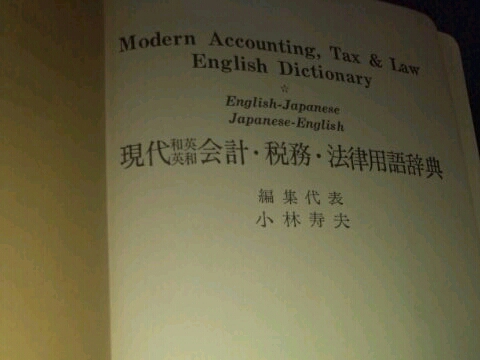 Modern Accounting, Tax & Law
English Dictionary
☆
English-Japanese
Japanese-English
現代和英英和会計・税務・法律用語辞典
編集代表
小林寿夫